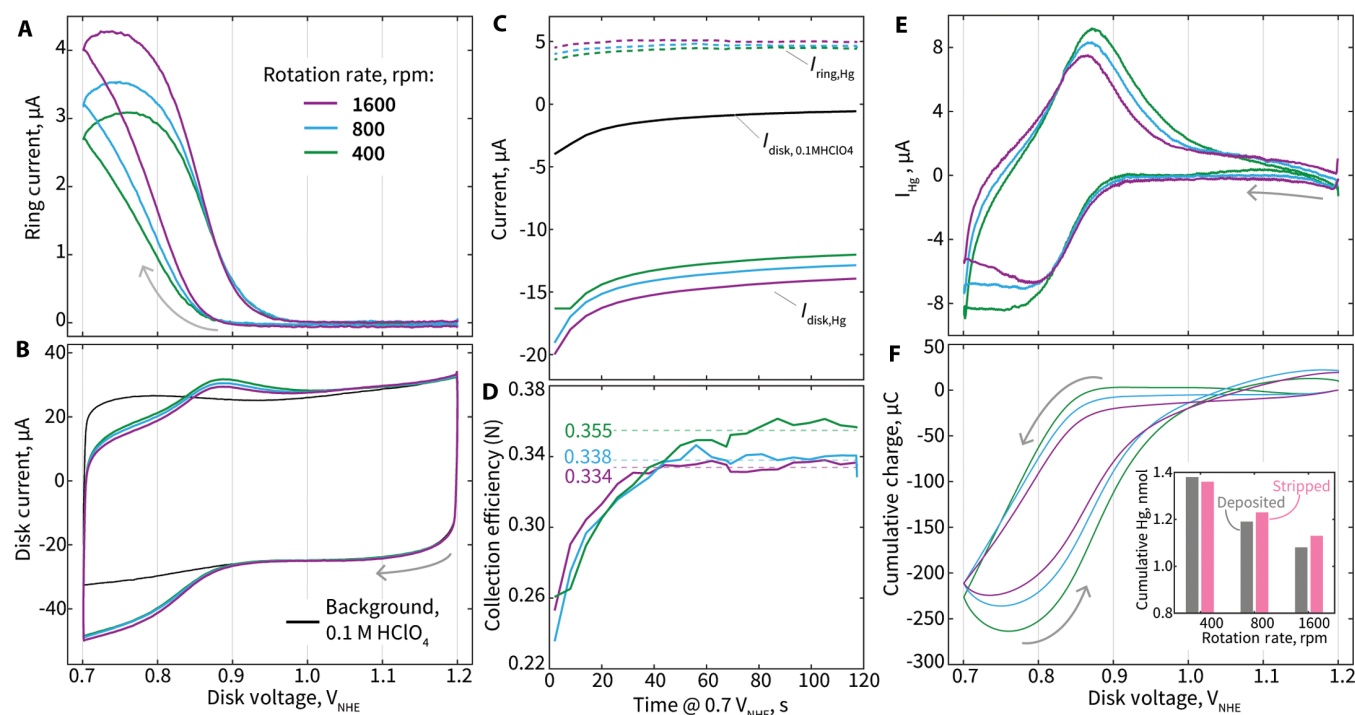 A
Ring current, µA
4
3
2
1
0
Rotation rate, rpm:
1600
800
400
B
Disk current, µA
40
20
0
-20
-40
Background,
0.1 M HClO4
0.7 0.8 0.9 1.0 1.1 1.2
Disk voltage, VNHE
C
Current, µA
5
0
-5
-10
-15
-20
Iring,Hg
Idisk, 0.1MHClO4
Idisk,Hg
D
Collection efficiency (N)
0.38
0.34
0.30
0.26
0.22
0.355
0.338
0.334
0 20 40 60 80 100 120
Time @ 0.7 VNHE, s
E
IHg, µA
8
4
0
-4
-8
F
Cumulative charge, µC
50
0
-50
-100
-150
-200
-250
-300
Cumulative Hg, nmol
1.4
1.2
1.0
0.8
Stripped
Deposited
400 800 1600
Rotation rate, rpm
0.7 0.8 0.9 1.0 1.1 1.2
Disk voltage, VNHE